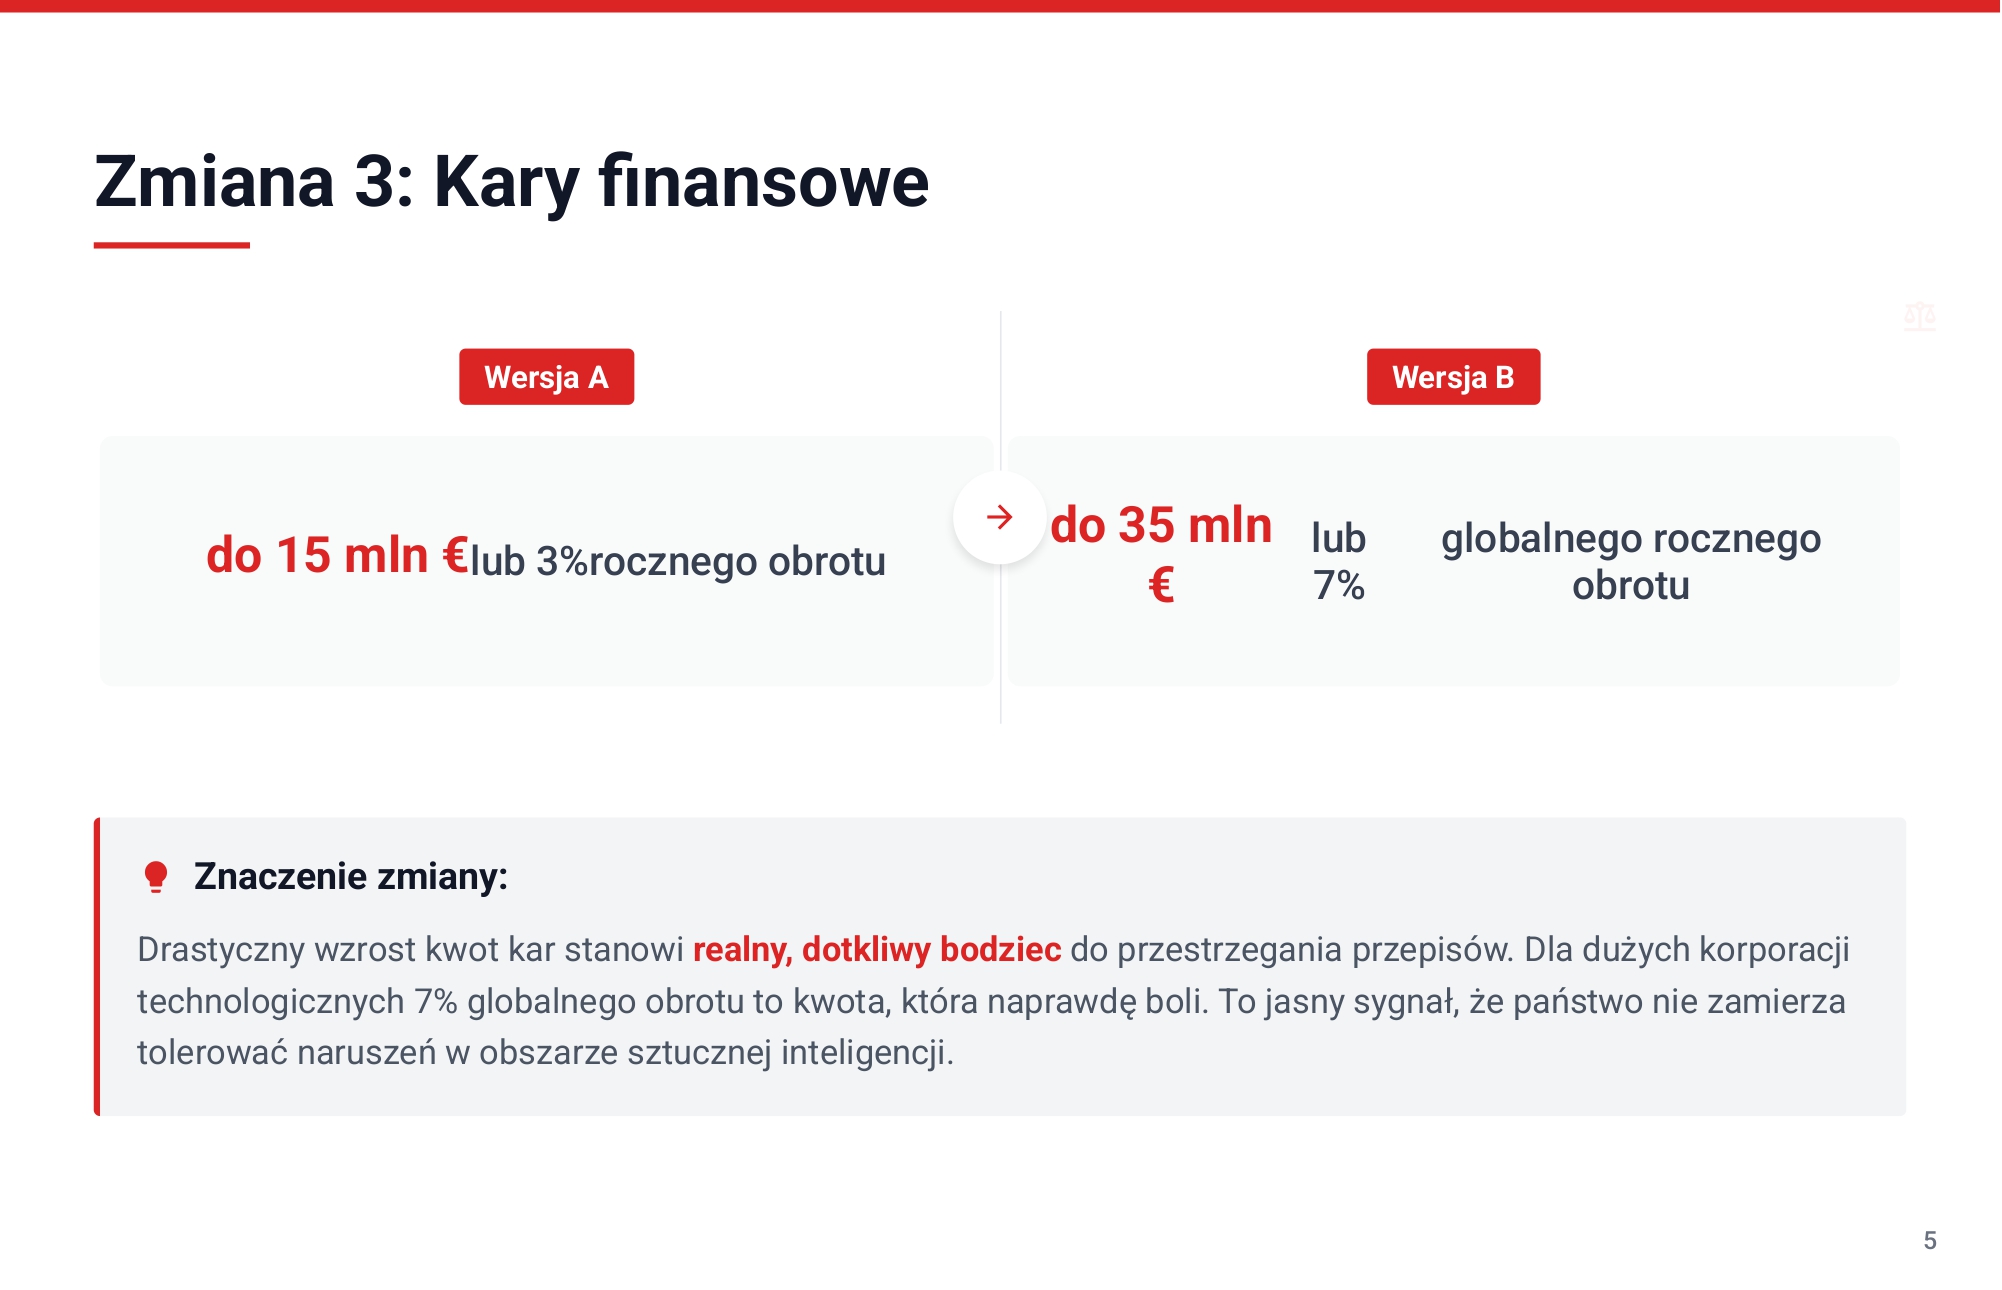 Zmiana 3: Kary finansowe
Wersja A
do 15 mln €lub 3%rocznego obrotu
Wersja B
do 35 mln
€
lub
7%
globalnego rocznego
obrotu
Znaczenie zmiany:
Drastyczny wzrost kwot kar stanowi realny, dotkliwy bodziec do przestrzegania przepisów. Dla dużych korporacji
technologicznych 7% globalnego obrotu to kwota, która naprawdę boli. To jasny sygnał, że państwo nie zamierza
tolerować naruszeń w obszarze sztucznej inteligencji.
5